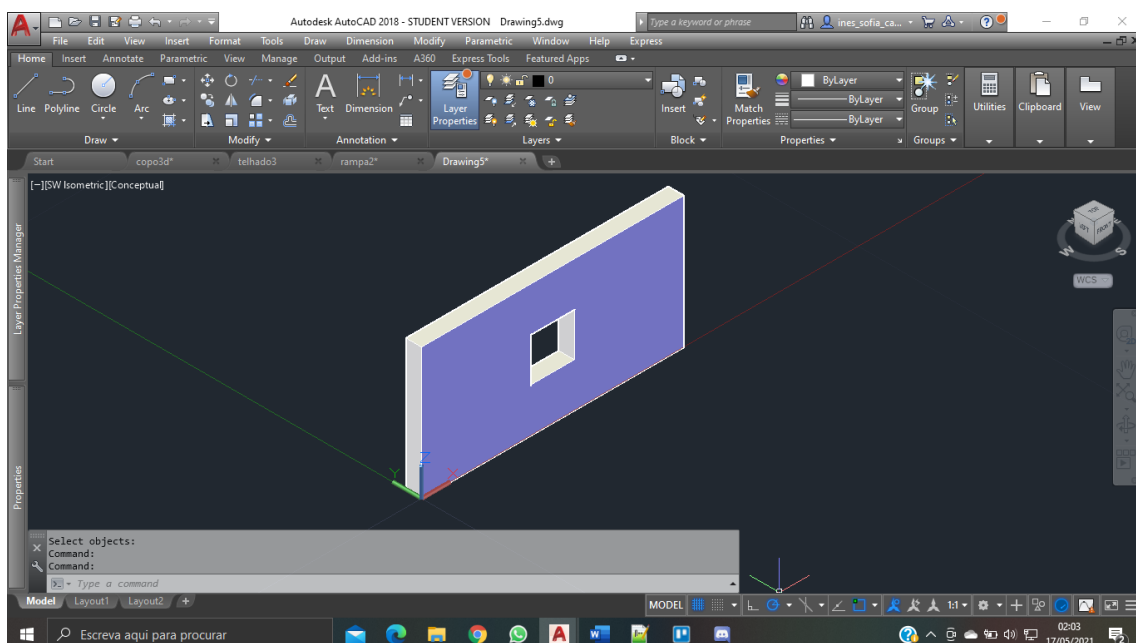 Autodesk AutoCAD 2018 - STUDENT VERSION Drawing5.dwg
Type a keyword or phrase
ines_sofia_ca...
File Edit View Insert Format Tools Draw Dimension Modify Parametric Window Help Express
Home Insert Annotate Parametric View Manage Output Add-ins A360 Express Tools Featured Apps
0
ByLayer
ByLayer
ByLayer
Line Polyline Circle Arc
Text Dimension
Layer Properties
Insert
Match Properties
Group
Utilities
Clipboard
View
Draw
Modify
Annotation
Layers
Block
Properties
Groups
Start copo3d* telhado3 rampa2* Drawing5*
[−][SW Isometric][Conceptual]
Layer Properties Manager
Properties
TOP
LEFT
FRONT
W
S
WCS
Z
Y
X
Select objects:
Command:
Command:
Type a command
Model Layout1 Layout2 +
MODEL
1:1
Escreva aqui para procurar
02:03
17/05/2021